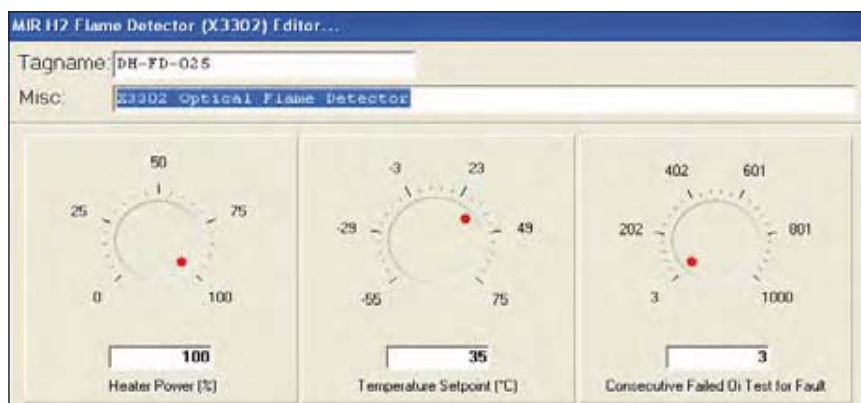 MIR H2 Flame Detector (X3302) Editor...
Tagname: DH-FD-025
Misc: X3302 Optical Flame Detector
50
25 75
0 100
100
Heater Power (%)
-3 23
-29 49
-55 75
35
Temperature Setpoint (°C)
402 601
202 801
3 1000
3
Consecutive Failed Oi Test for Fault